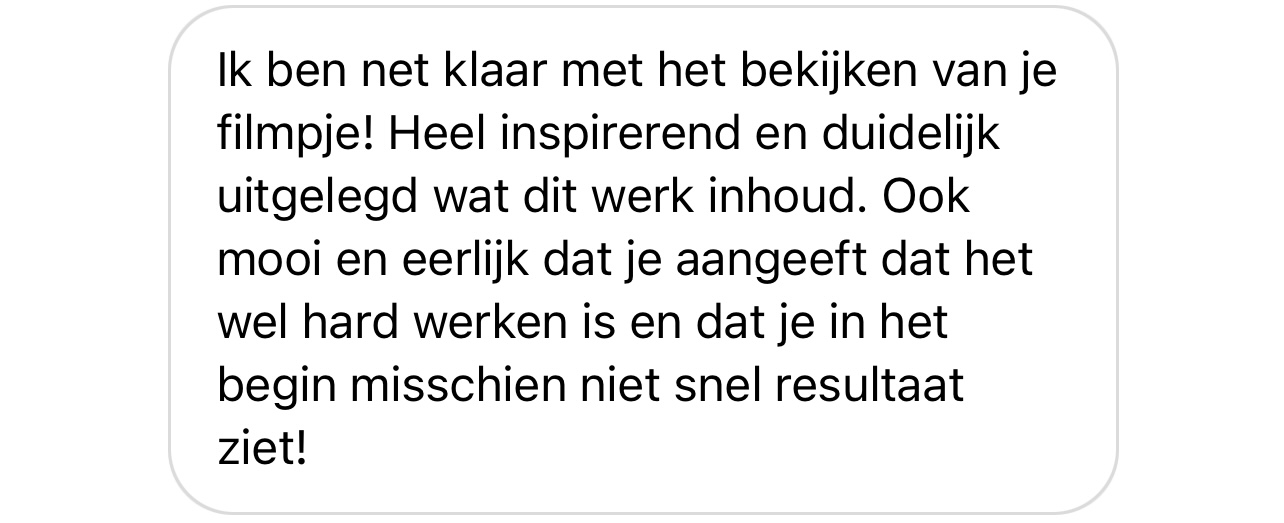 Ik ben net klaar met het bekijken van je
filmpje! Heel inspirerend en duidelijk
uitgelegd wat dit werk inhoud. Ook
mooi en eerlijk dat je aangeeft dat het
wel hard werken is en dat je in het
begin misschien niet snel resultaat
ziet!